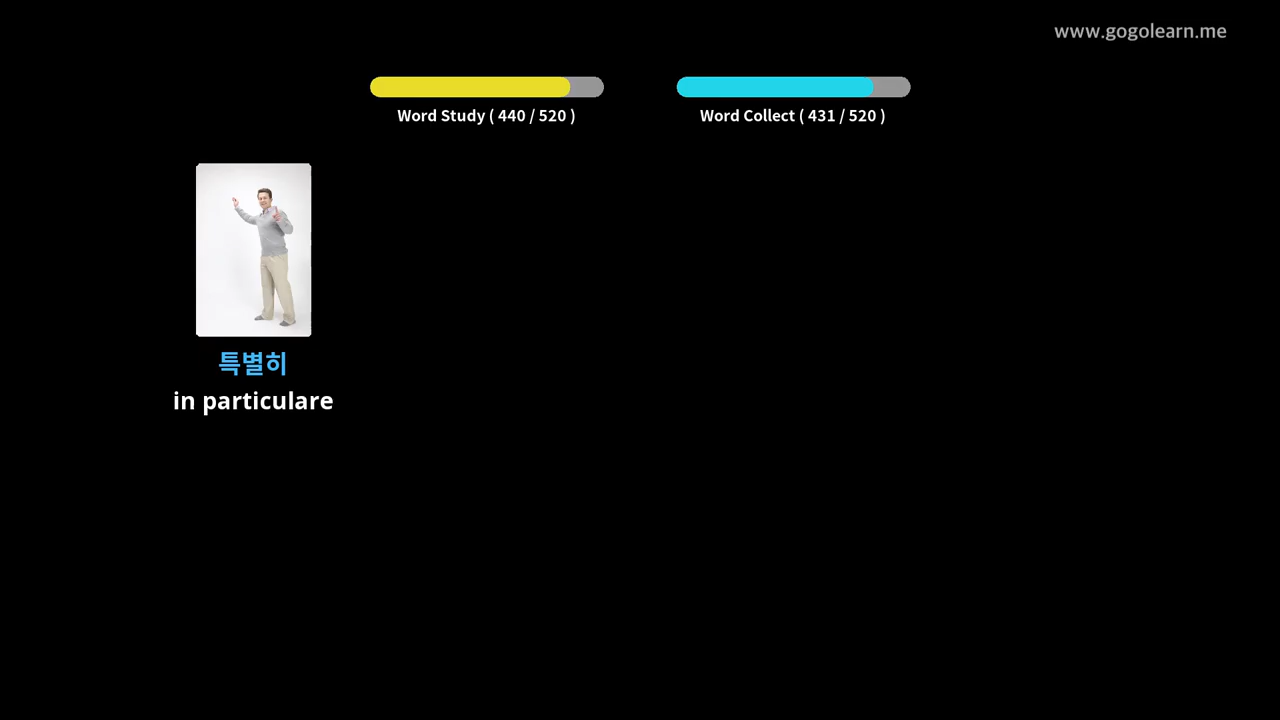 www.gogolearn.me
Word Study ( 440 / 520 )
Word Collect ( 431 / 520 )
특별히
in particulare